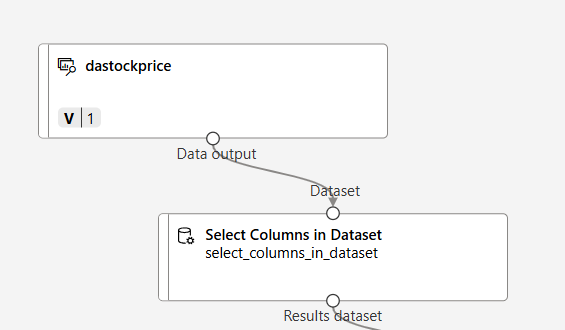 dastockprice
V 1
Data output
Dataset
Select Columns in Dataset
select_columns_in_dataset
Results dataset